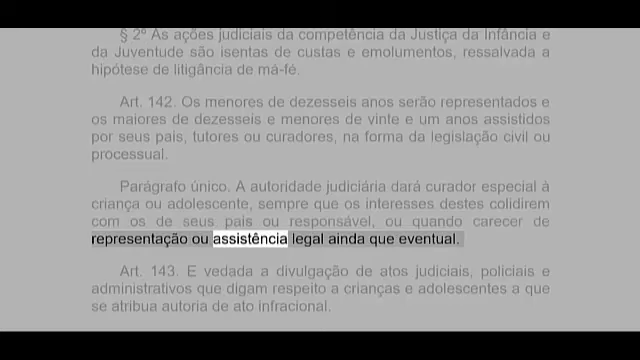 § 2º As ações judiciais da competência da Justiça da Infância e
da Juventude são isentas de custas e emolumentos, ressalvada a
hipótese de litigância de má-fé.
Art. 142. Os menores de dezesseis anos serão representados e
os maiores de dezesseis e menores de vinte e um anos assistidos
por seus pais, tutores ou curadores, na forma da legislação civil ou
processual.
Parágrafo único. A autoridade judiciária dará curador especial à
criança ou adolescente, sempre que os interesses destes colidirem
com os de seus pais ou responsável, ou quando carecer de
representação ou assistência legal ainda que eventual.
Art. 143. E vedada a divulgação de atos judiciais, policiais e
administrativos que digam respeito a crianças e adolescentes a que
se atribua autoria de ato infracional.